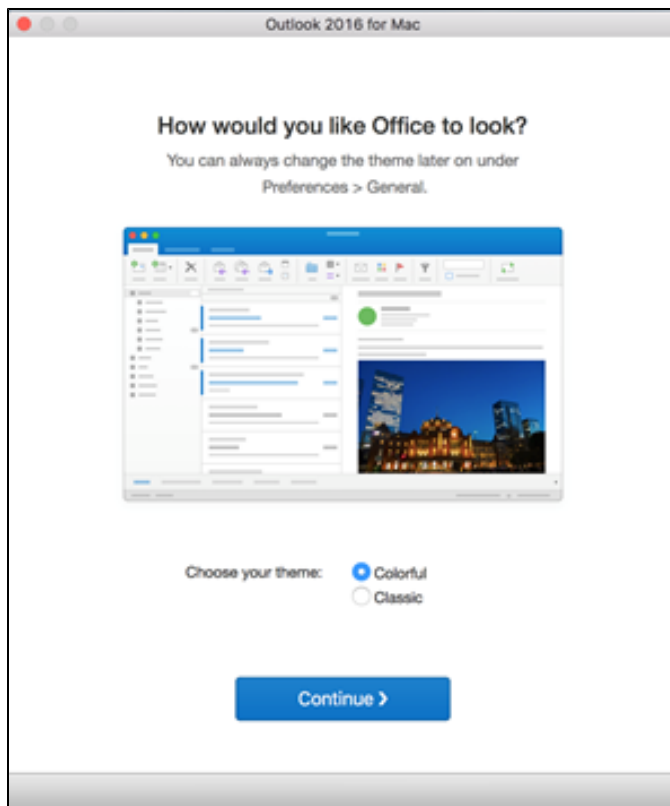 Outlook 2016 for Mac
How would you like Office to look?
You can always change the theme later on under
Preferences > General.
Choose your theme:
Colorful
Classic
Continue ❯